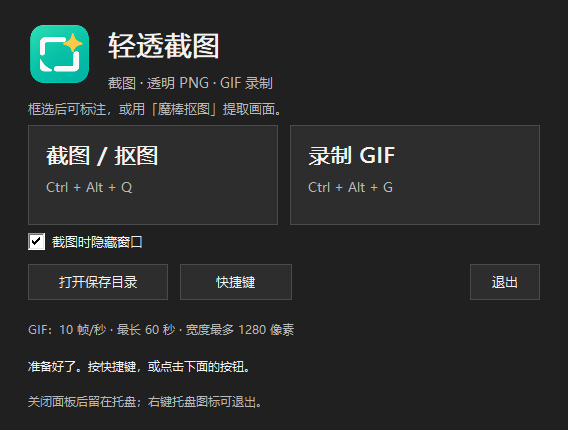 轻透截图
截图 · 透明 PNG · GIF 录制
框选后可标注，或用「魔棒抠图」提取画面。
截图 / 抠图
Ctrl + Alt + Q
录制 GIF
Ctrl + Alt + G
截图时隐藏窗口
打开保存目录
快捷键
退出
GIF：10 帧/秒 · 最长 60 秒 · 宽度最多 1280 像素
准备好了。按快捷键，或点击下面的按钮。
关闭面板后留在托盘；右键托盘图标可退出。